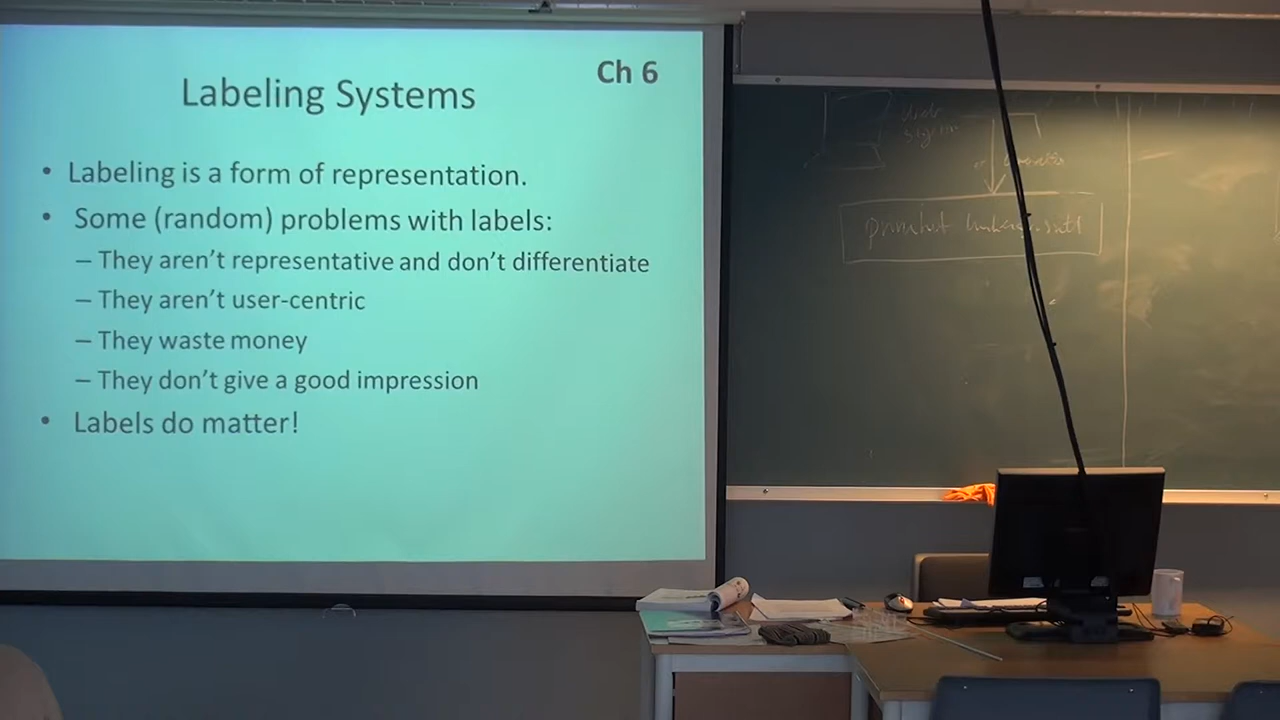 Ch 6
Labeling Systems
• Labeling is a form of representation.
• Some (random) problems with labels:
– They aren't representative and don't differentiate
– They aren't user-centric
– They waste money
– They don't give a good impression
• Labels do matter!